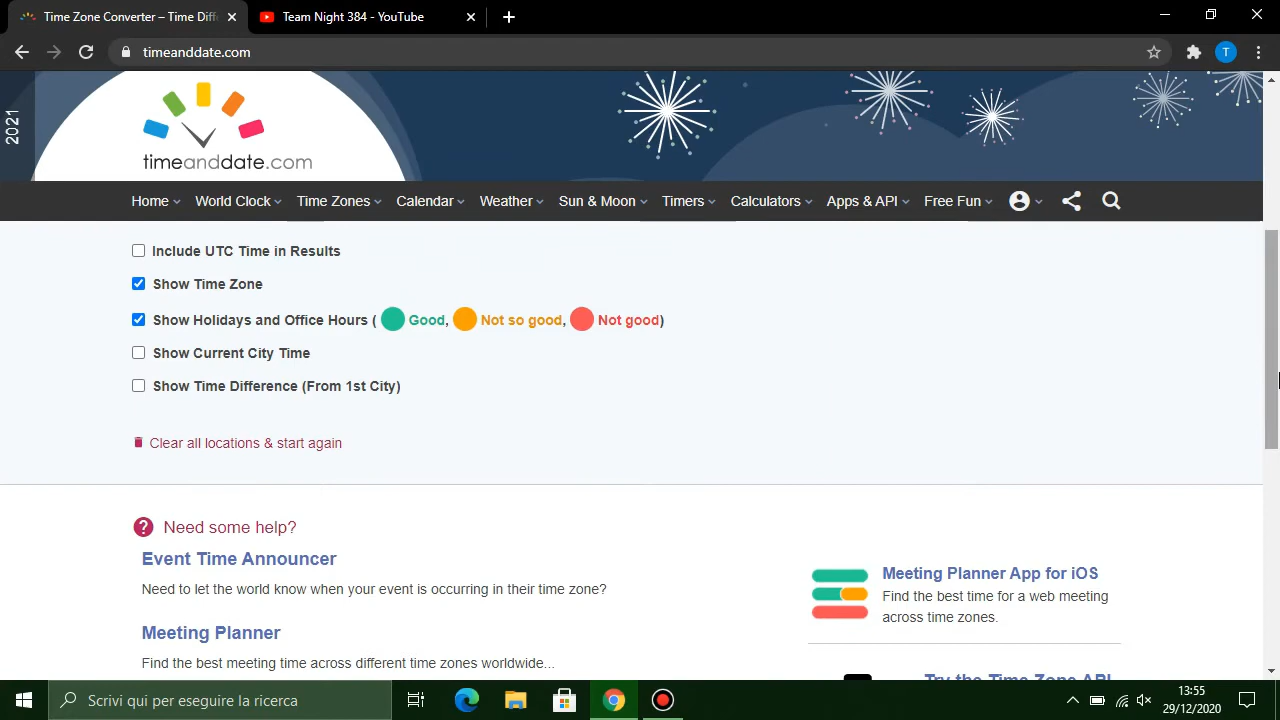 Time Zone Converter – Time Diff
Team Night 384 - YouTube
timeanddate.com
T
2021
timeanddate.com
Home World Clock Time Zones Calendar Weather Sun & Moon Timers Calculators Apps & API Free Fun
Include UTC Time in Results
Show Time Zone
Show Holidays and Office Hours ( Good, Not so good, Not good)
Show Current City Time
Show Time Difference (From 1st City)
Clear all locations & start again
? Need some help?
Event Time Announcer
Need to let the world know when your event is occurring in their time zone?
Meeting Planner
Find the best meeting time across different time zones worldwide...
Meeting Planner App for iOS
Find the best time for a web meeting
across time zones.
Try the Time Zone API
Scrivi qui per eseguire la ricerca
13:55
29/12/2020